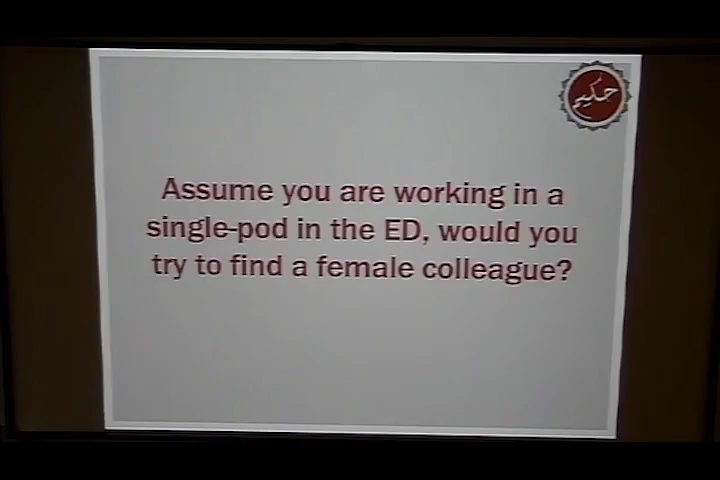 حكيم
Assume you are working in a
single-pod in the ED, would you
try to find a female colleague?